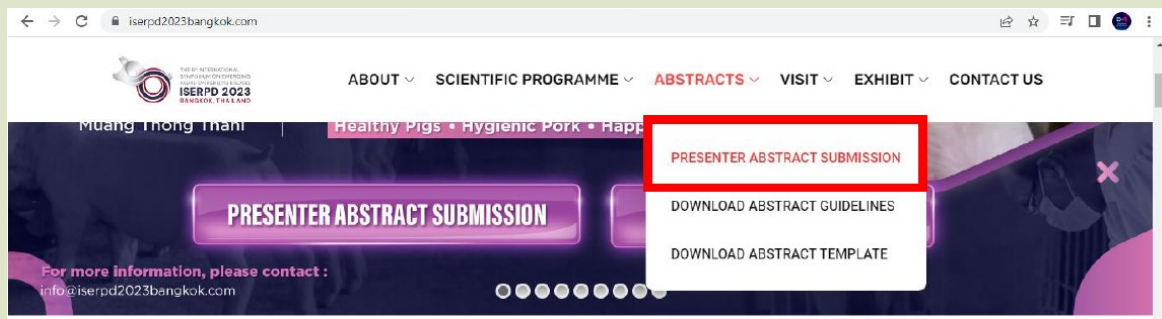 iserpd2023bangkok.com
ISERPD 2023
BANGKOK, THAILAND
ABOUT SCIENTIFIC PROGRAMME ABSTRACTS VISIT EXHIBIT CONTACT US
Muang Thong Thani
Healthy Pigs • Hygienic Pork • Happ
PRESENTER ABSTRACT SUBMISSION
DOWNLOAD ABSTRACT GUIDELINES
DOWNLOAD ABSTRACT TEMPLATE
PRESENTER ABSTRACT SUBMISSION
For more information, please contact :
info@iserpd2023bangkok.com